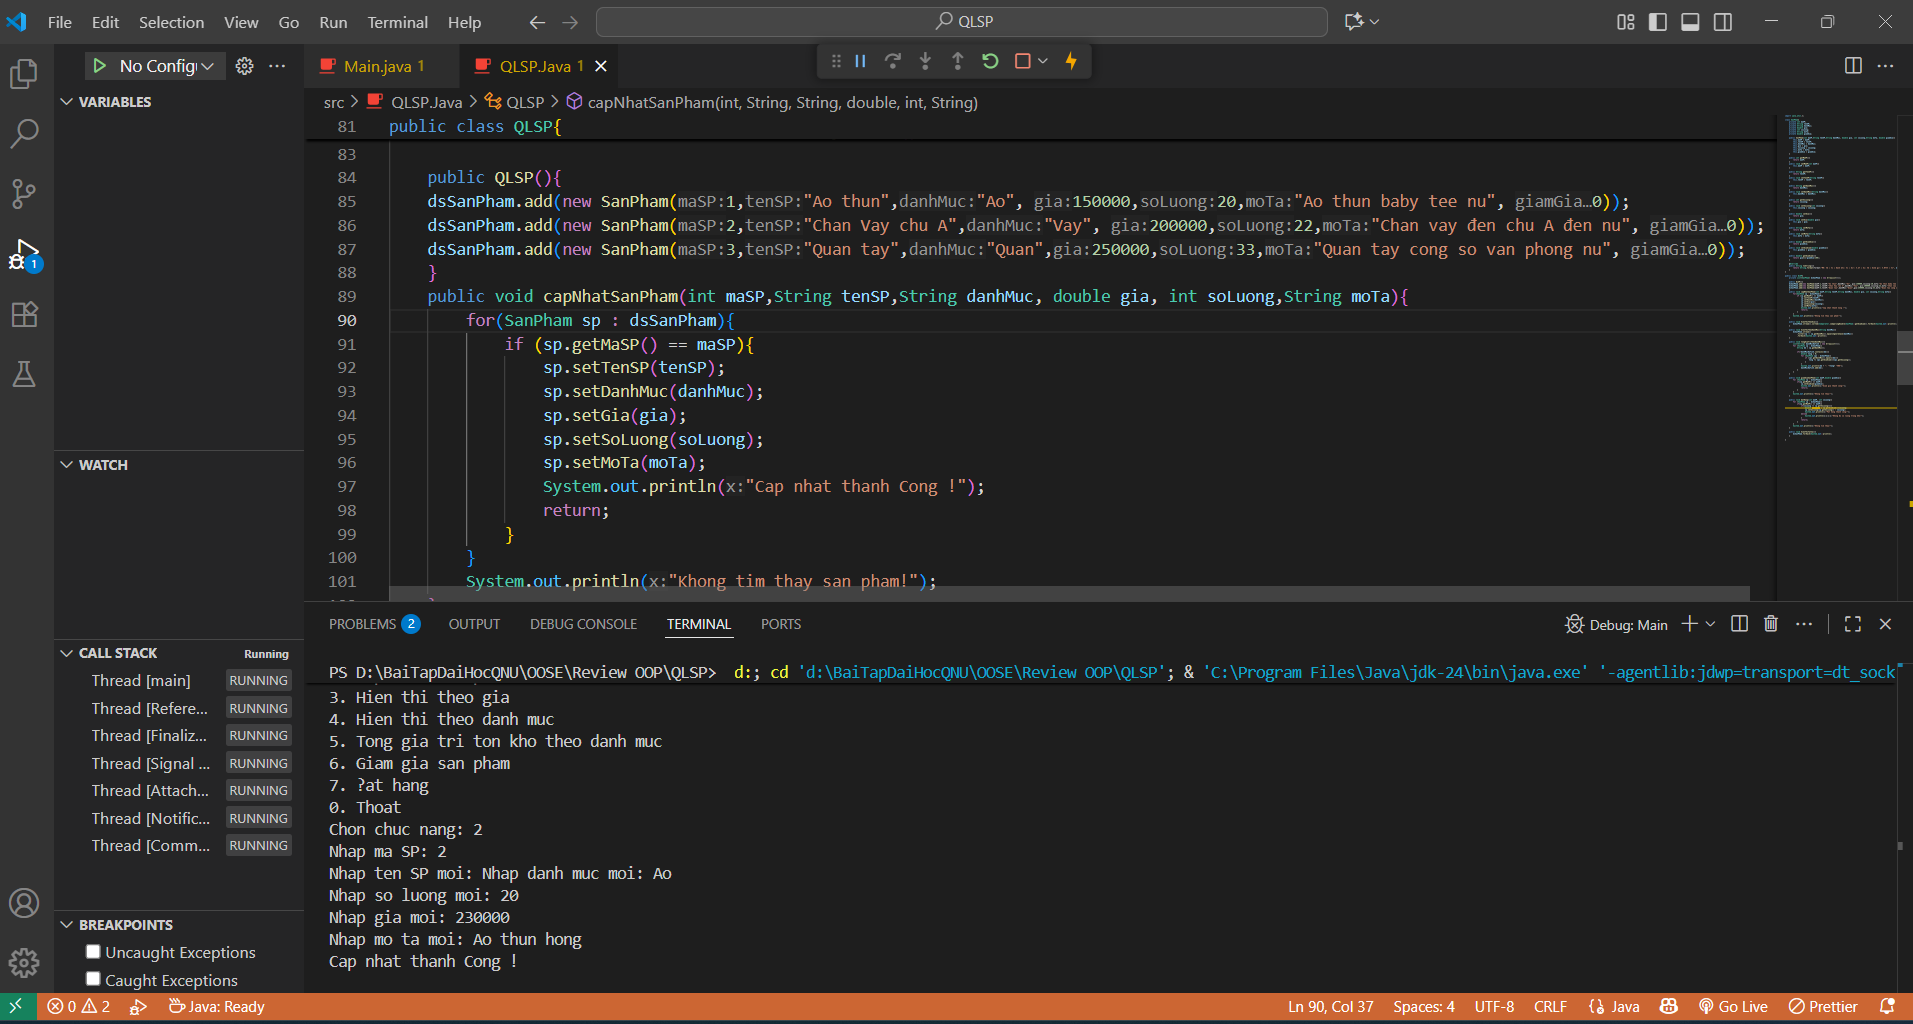 File Edit Selection View Go Run Terminal Help
QLSP
No Config
VARIABLES
Main.java 1
QLSP.Java 1
src > QLSP.Java > QLSP > capNhatSanPham(int, String, String, double, int, String)
81 public class QLSP{
83
84 public QLSP(){
85 dsSanPham.add(new SanPham(maSP:1,tenSP:"Ao thun",danhMuc:"Ao", gia:150000,soLuong:20,moTa:"Ao thun baby tee nu", giamGia…0));
86 dsSanPham.add(new SanPham(maSP:2,tenSP:"Chan Vay chu A",danhMuc:"Vay", gia:200000,soLuong:22,moTa:"Chan vay đen chu A đen nu", giamGia…0));
87 dsSanPham.add(new SanPham(maSP:3,tenSP:"Quan tay",danhMuc:"Quan",gia:250000,soLuong:33,moTa:"Quan tay cong so van phong nu", giamGia…0));
88 }
89 public void capNhatSanPham(int maSP,String tenSP,String danhMuc, double gia, int soLuong,String moTa){
90 for(SanPham sp : dsSanPham){
91 if (sp.getMaSP() == maSP){
92 sp.setTenSP(tenSP);
93 sp.setDanhMuc(danhMuc);
94 sp.setGia(gia);
95 sp.setSoLuong(soLuong);
96 sp.setMoTa(moTa);
97 System.out.println(x:"Cap nhat thanh Cong !");
98 return;
99 }
100 }
101 System.out.println(x:"Khong tim thay san pham!");
WATCH
CALL STACK Running
Thread [main] RUNNING
Thread [Refere... RUNNING
Thread [Finaliz... RUNNING
Thread [Signal ... RUNNING
Thread [Attach... RUNNING
Thread [Notific... RUNNING
Thread [Comm... RUNNING
BREAKPOINTS
Uncaught Exceptions
Caught Exceptions
PROBLEMS 2 OUTPUT DEBUG CONSOLE TERMINAL PORTS
Debug: Main
PS D:\BaiTapDaiHocQNU\OOSE\Review OOP\QLSP> d:; cd 'd:\BaiTapDaiHocQNU\OOSE\Review OOP\QLSP'; & 'C:\Program Files\Java\jdk-24\bin\java.exe' '-agentlib:jdwp=transport=dt_sock
3. Hien thi theo gia
4. Hien thi theo danh muc
5. Tong gia tri ton kho theo danh muc
6. Giam gia san pham
7. ?at hang
0. Thoat
Chon chuc nang: 2
Nhap ma SP: 2
Nhap ten SP moi: Nhap danh muc moi: Ao
Nhap so luong moi: 20
Nhap gia moi: 230000
Nhap mo ta moi: Ao thun hong
Cap nhat thanh Cong !
1
0 2 Java: Ready
Ln 90, Col 37 Spaces: 4 UTF-8 CRLF Java Go Live Prettier